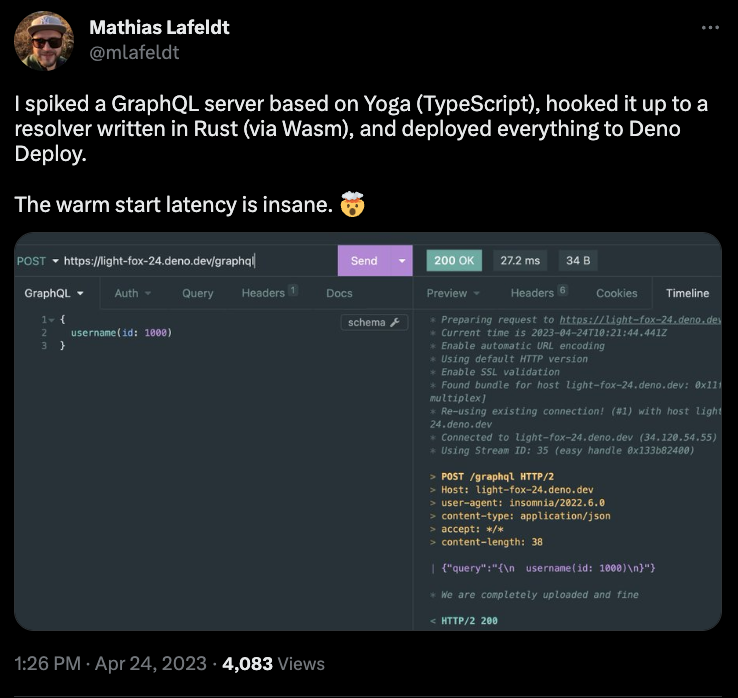 Mathias Lafeldt
@mlafeldt
I spiked a GraphQL server based on Yoga (TypeScript), hooked it up to a
resolver written in Rust (via Wasm), and deployed everything to Deno
Deploy.
The warm start latency is insane. 🤯
POST https://light-fox-24.deno.dev/graphql Send 200 OK 27.2 ms 34 B
GraphQL Auth Query Headers 1 Docs Preview Headers 6 Cookies Timeline
schema
1 {
2 username(id: 1000)
3 }
* Preparing request to https://light-fox-24.deno.dev
* Current time is 2023-04-24T10:21:44.441Z
* Enable automatic URL encoding
* Using default HTTP version
* Enable SSL validation
* Found bundle for host light-fox-24.deno.dev: 0x11
multiplex]
* Re-using existing connection! (#1) with host light
24.deno.dev
* Connected to light-fox-24.deno.dev (34.120.54.55)
* Using Stream ID: 35 (easy handle 0x133b82400)
> POST /graphql HTTP/2
> Host: light-fox-24.deno.dev
> user-agent: insomnia/2022.6.0
> content-type: application/json
> accept: */*
> content-length: 38
| {"query":"{\n  username(id: 1000)\n}"}
* We are completely uploaded and fine
< HTTP/2 200
1:26 PM · Apr 24, 2023 · 4,083 Views